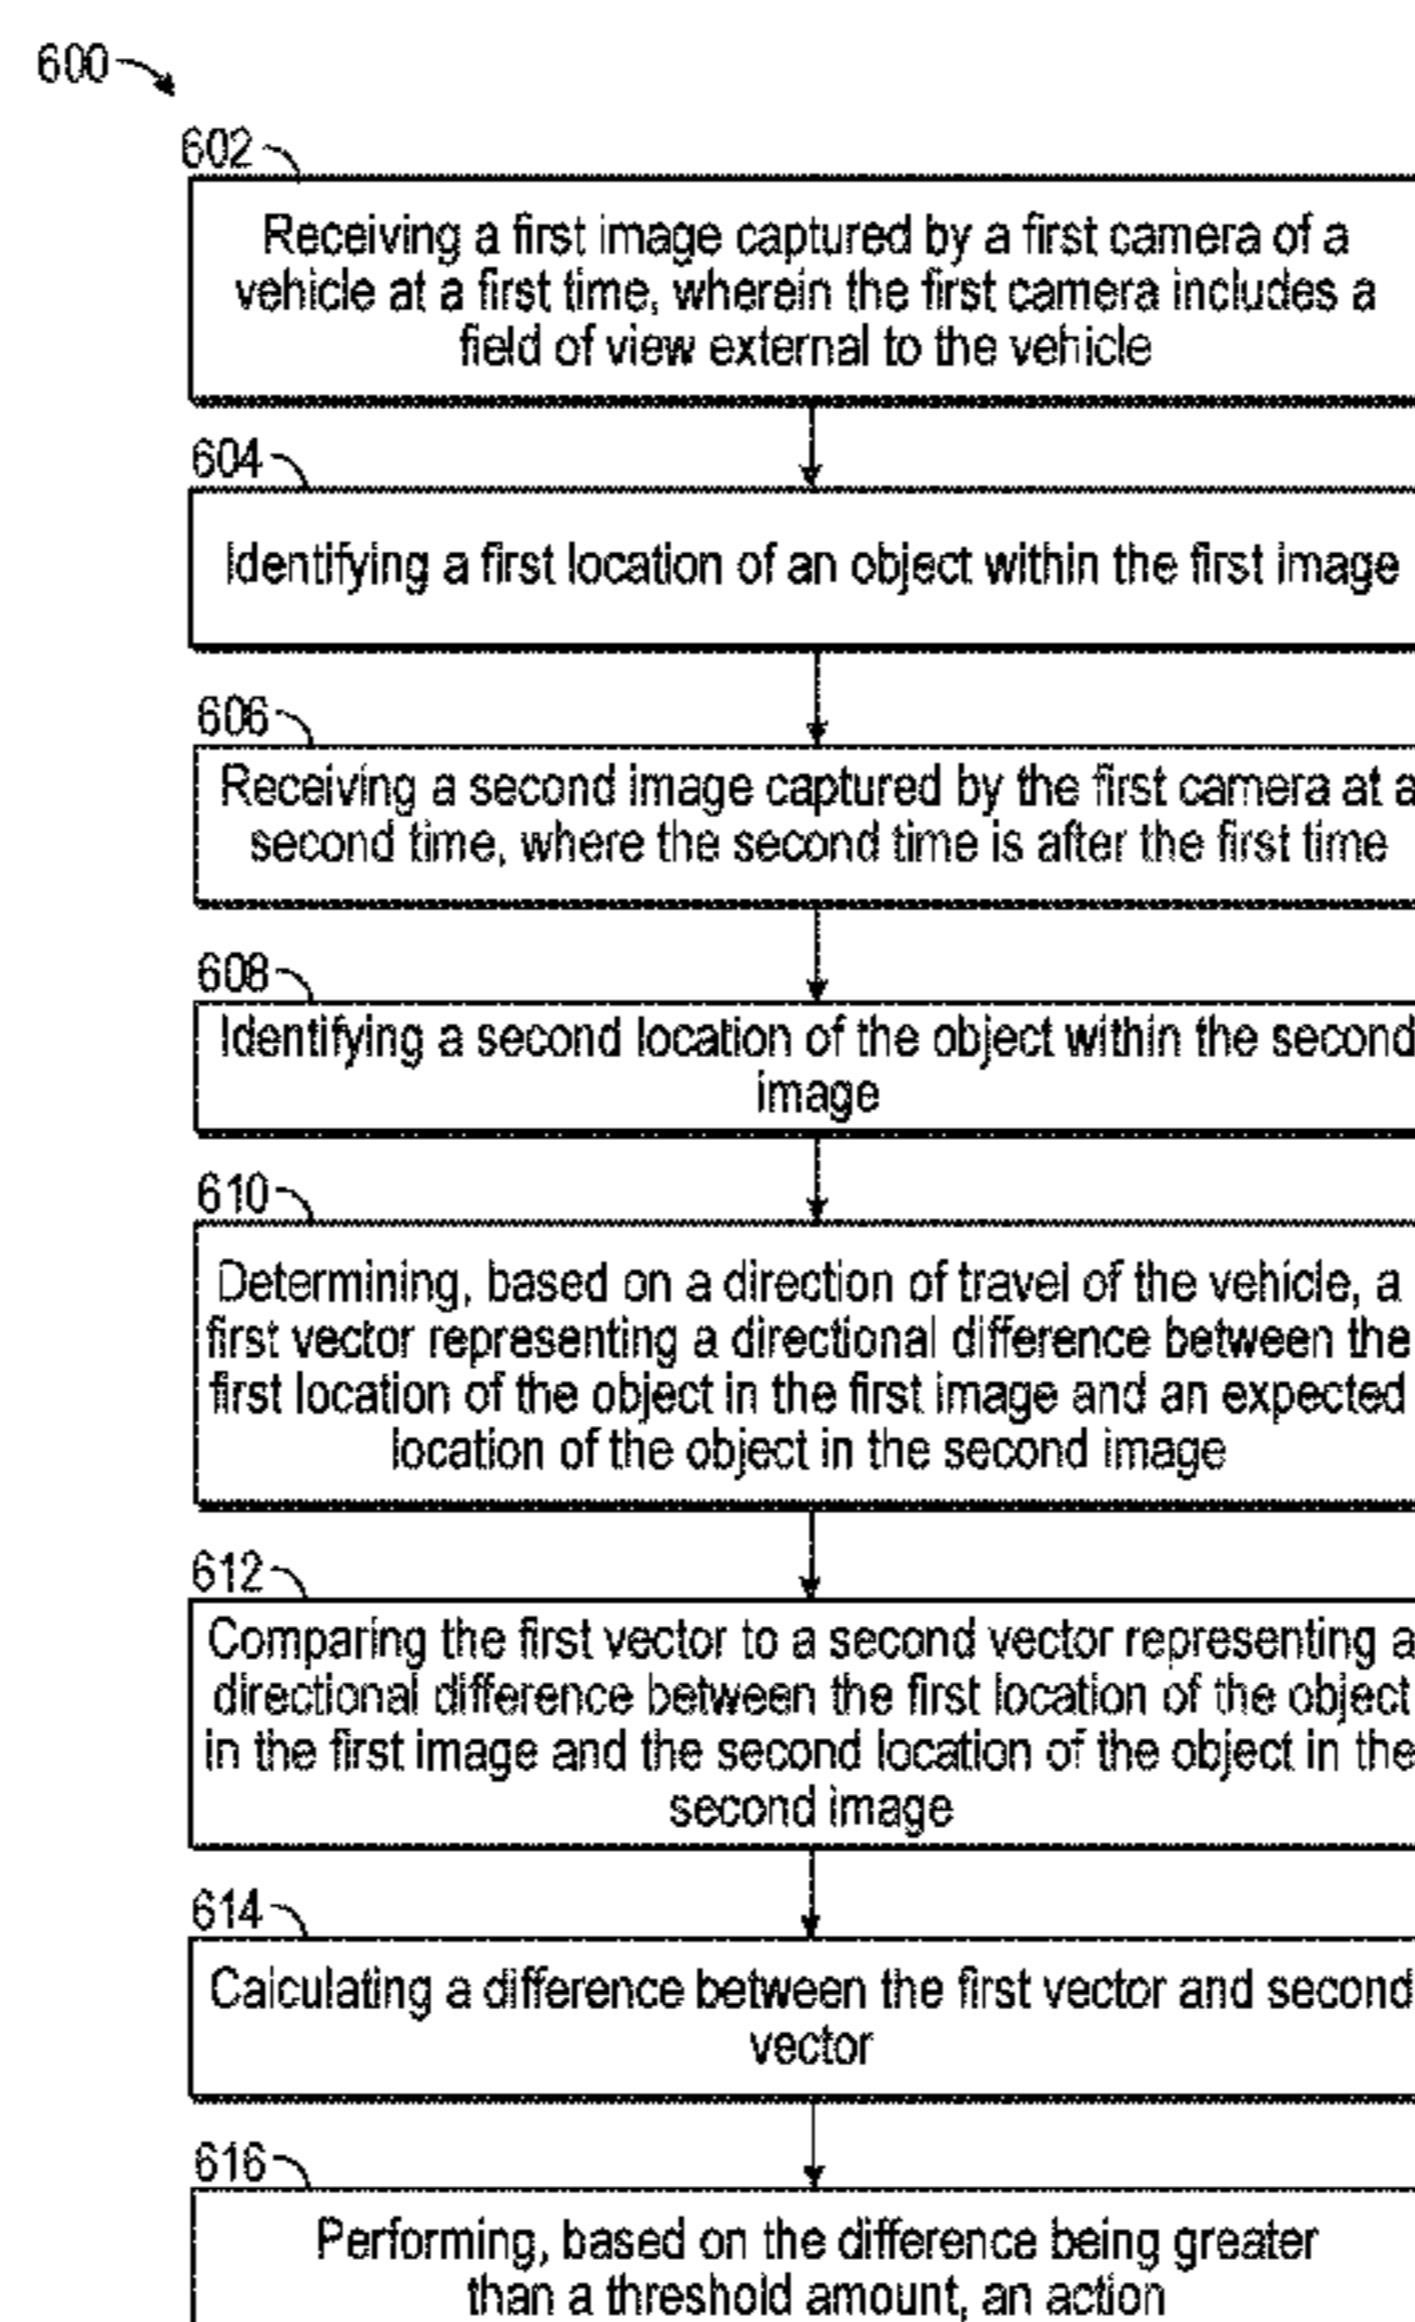 600
602
Receiving a first image captured by a first camera of a
vehicle at a first time, wherein the first camera includes a
field of view external to the vehicle
604
Identifying a first location of an object within the first image
606
Receiving a second image captured by the first camera at a
second time, where the second time is after the first time
608
Identifying a second location of the object within the second
image
610
Determining, based on a direction of travel of the vehicle, a
first vector representing a directional difference between the
first location of the object in the first image and an expected
location of the object in the second image
612
Comparing the first vector to a second vector representing a
directional difference between the first location of the object
in the first image and the second location of the object in the
second image
614
Calculating a difference between the first vector and second
vector
616
Performing, based on the difference being greater
than a threshold amount, an action